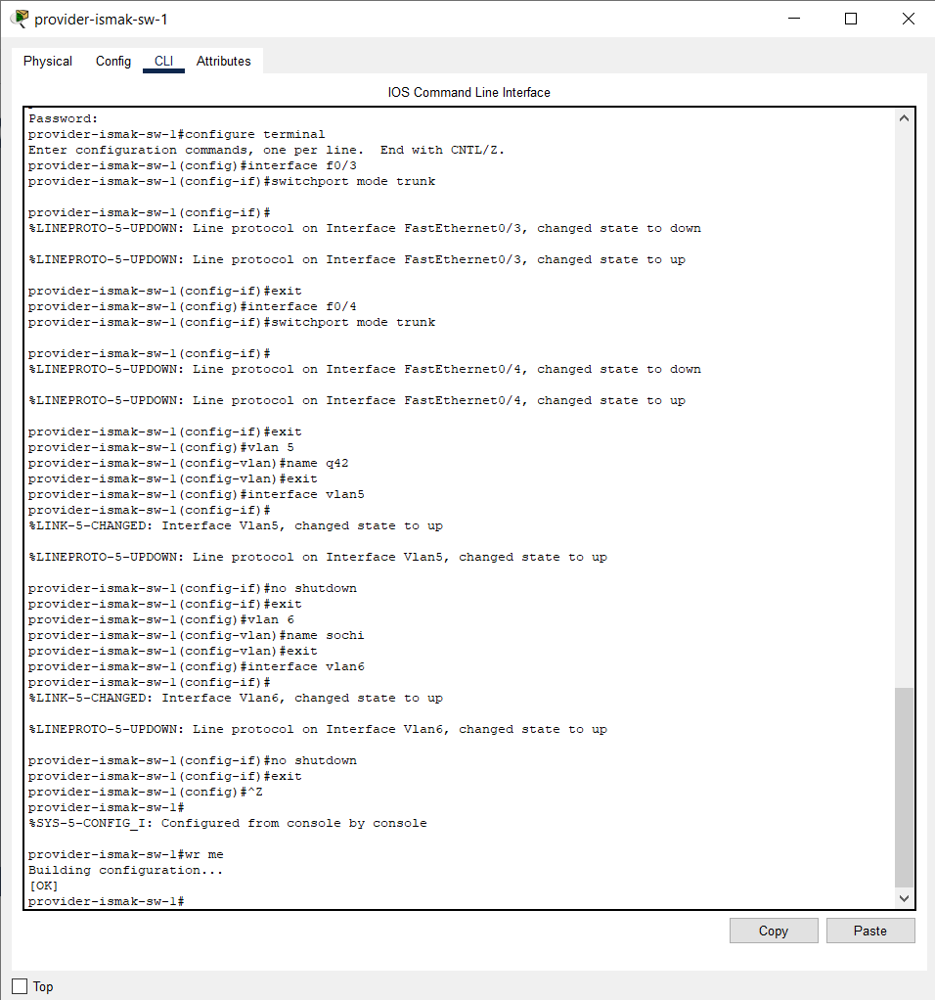 provider-ismak-sw-1
Physical Config CLI Attributes
IOS Command Line Interface
Password:
provider-ismak-sw-1#configure terminal
Enter configuration commands, one per line.  End with CNTL/Z.
provider-ismak-sw-1(config)#interface f0/3
provider-ismak-sw-1(config-if)#switchport mode trunk
provider-ismak-sw-1(config-if)#
%LINEPROTO-5-UPDOWN: Line protocol on Interface FastEthernet0/3, changed state to down
%LINEPROTO-5-UPDOWN: Line protocol on Interface FastEthernet0/3, changed state to up
provider-ismak-sw-1(config-if)#exit
provider-ismak-sw-1(config)#interface f0/4
provider-ismak-sw-1(config-if)#switchport mode trunk
provider-ismak-sw-1(config-if)#
%LINEPROTO-5-UPDOWN: Line protocol on Interface FastEthernet0/4, changed state to down
%LINEPROTO-5-UPDOWN: Line protocol on Interface FastEthernet0/4, changed state to up
provider-ismak-sw-1(config-if)#exit
provider-ismak-sw-1(config)#vlan 5
provider-ismak-sw-1(config-vlan)#name q42
provider-ismak-sw-1(config-vlan)#exit
provider-ismak-sw-1(config)#interface vlan5
provider-ismak-sw-1(config-if)#
%LINK-5-CHANGED: Interface Vlan5, changed state to up
%LINEPROTO-5-UPDOWN: Line protocol on Interface Vlan5, changed state to up
provider-ismak-sw-1(config-if)#no shutdown
provider-ismak-sw-1(config-if)#exit
provider-ismak-sw-1(config)#vlan 6
provider-ismak-sw-1(config-vlan)#name sochi
provider-ismak-sw-1(config-vlan)#exit
provider-ismak-sw-1(config)#interface vlan6
provider-ismak-sw-1(config-if)#
%LINK-5-CHANGED: Interface Vlan6, changed state to up
%LINEPROTO-5-UPDOWN: Line protocol on Interface Vlan6, changed state to up
provider-ismak-sw-1(config-if)#no shutdown
provider-ismak-sw-1(config-if)#exit
provider-ismak-sw-1(config)#^Z
provider-ismak-sw-1#
%SYS-5-CONFIG_I: Configured from console by console
provider-ismak-sw-1#wr me
Building configuration...
[OK]
provider-ismak-sw-1#
Copy Paste
Top